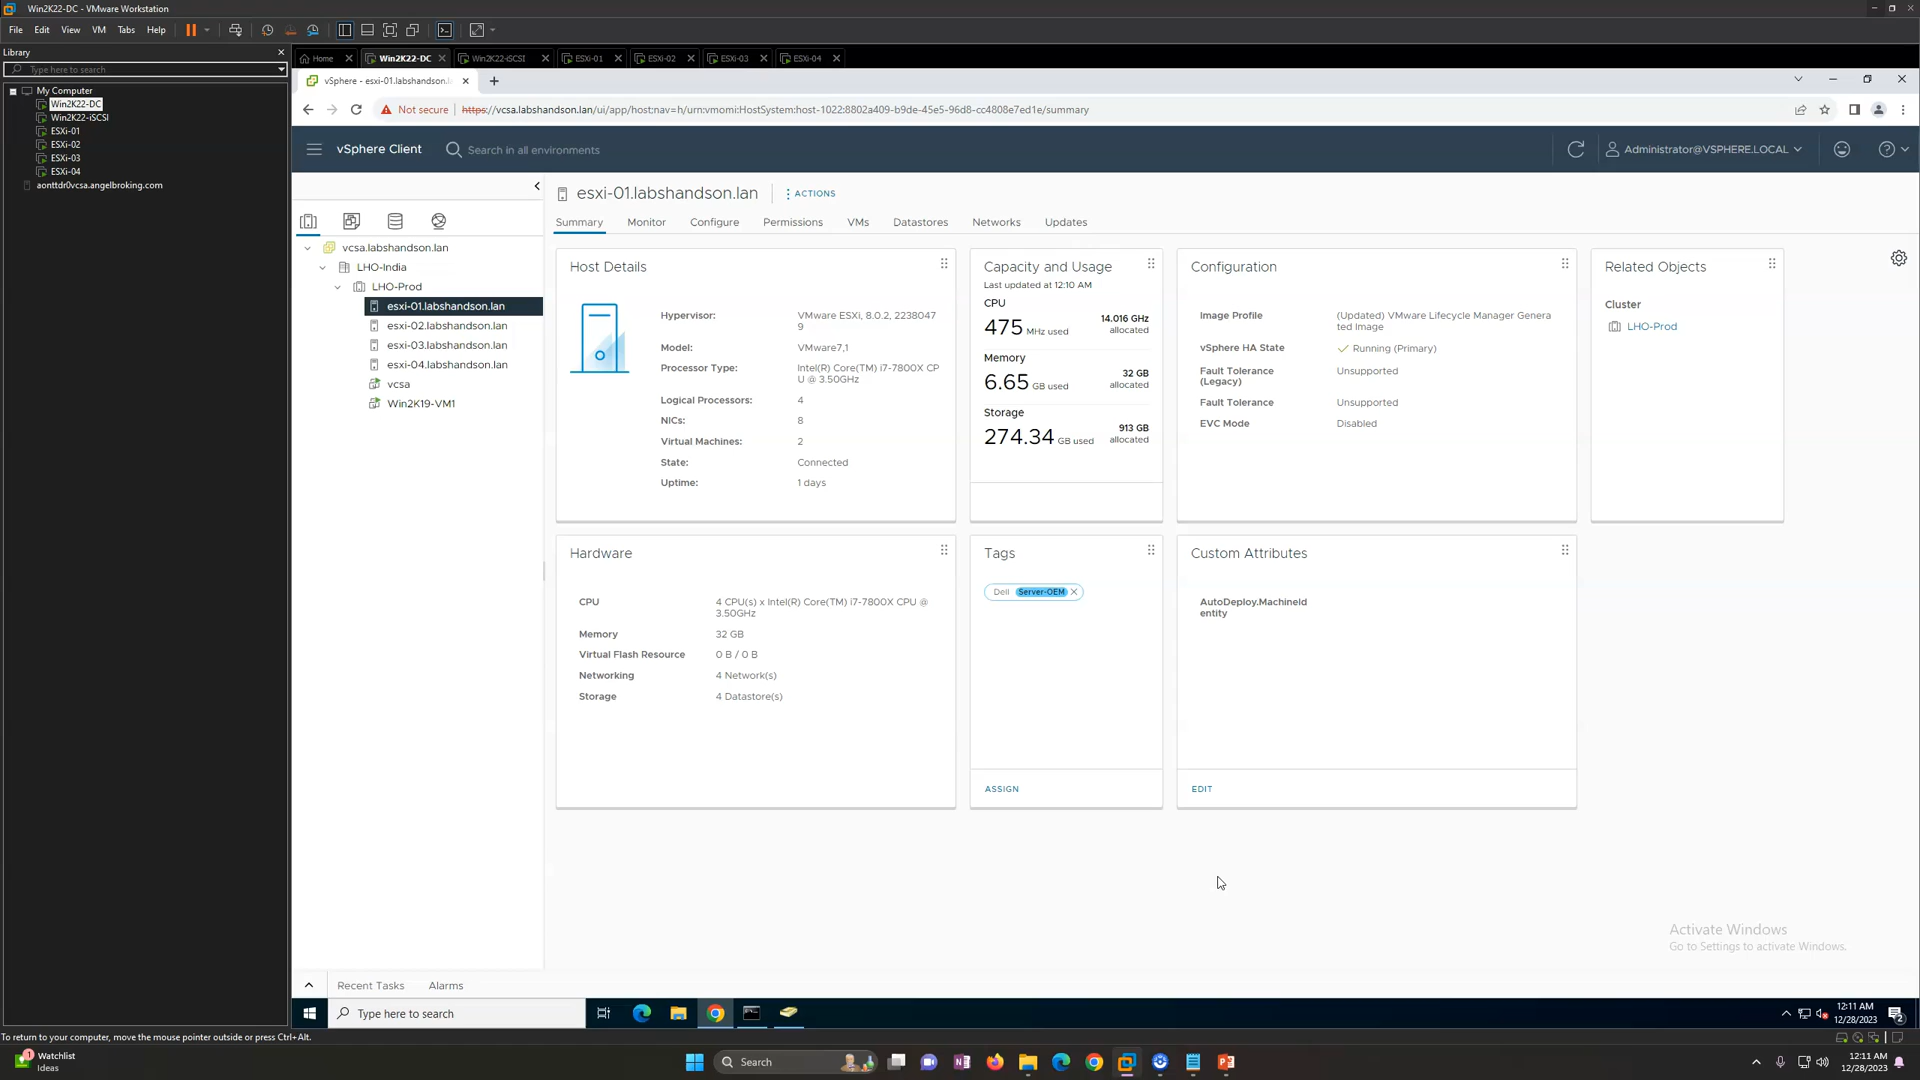 Win2K22-DC - VMware Workstation
File Edit View VM Tabs Help
Library
Type here to search
My Computer
Win2K22-DC
Win2K22-iSCSI
ESXi-01
ESXi-02
ESXi-03
ESXi-04
aonttdr0vcsa.angelbroking.com
Home Win2K22-DC Win2K22-iSCSI ESXi-01 ESXi-02 ESXi-03 ESXi-04
vSphere - esxi-01.labshandson.l
Not secure https://vcsa.labshandson.lan/ui/app/host;nav=h/urn:vmomi:HostSystem:host-1022:8802a409-b9de-45e5-96d8-cc4808e7ed1e/summary
vSphere Client Search in all environments Administrator@VSPHERE.LOCAL
vcsa.labshandson.lan
LHO-India
LHO-Prod
esxi-01.labshandson.lan
esxi-02.labshandson.lan
esxi-03.labshandson.lan
esxi-04.labshandson.lan
vcsa
Win2K19-VM1
esxi-01.labshandson.lan ACTIONS
Summary Monitor Configure Permissions VMs Datastores Networks Updates
Host Details
Hypervisor: VMware ESXi, 8.0.2, 2238047
9
Model: VMware7,1
Processor Type: Intel(R) Core(TM) i7-7800X CP
U @ 3.50GHz
Logical Processors: 4
NICs: 8
Virtual Machines: 2
State: Connected
Uptime: 1 days
Capacity and Usage
Last updated at 12:10 AM
CPU
475 MHz used 14.016 GHz
allocated
Memory
6.65 GB used 32 GB
allocated
Storage
274.34 GB used 913 GB
allocated
Configuration
Image Profile (Updated) VMware Lifecycle Manager Genera
ted Image
vSphere HA State Running (Primary)
Fault Tolerance
(Legacy) Unsupported
Fault Tolerance Unsupported
EVC Mode Disabled
Related Objects
Cluster
LHO-Prod
Hardware
CPU 4 CPU(s) x Intel(R) Core(TM) i7-7800X CPU @
3.50GHz
Memory 32 GB
Virtual Flash Resource 0 B / 0 B
Networking 4 Network(s)
Storage 4 Datastore(s)
Tags
Dell Server-OEM
ASSIGN
Custom Attributes
AutoDeploy.MachineId
entity
EDIT
Activate Windows
Go to Settings to activate Windows.
Recent Tasks Alarms
Type here to search
12:11 AM
12/28/2023
2
To return to your computer, move the mouse pointer outside or press Ctrl+Alt.
1
Watchlist
Ideas
Search
12:11 AM
12/28/2023